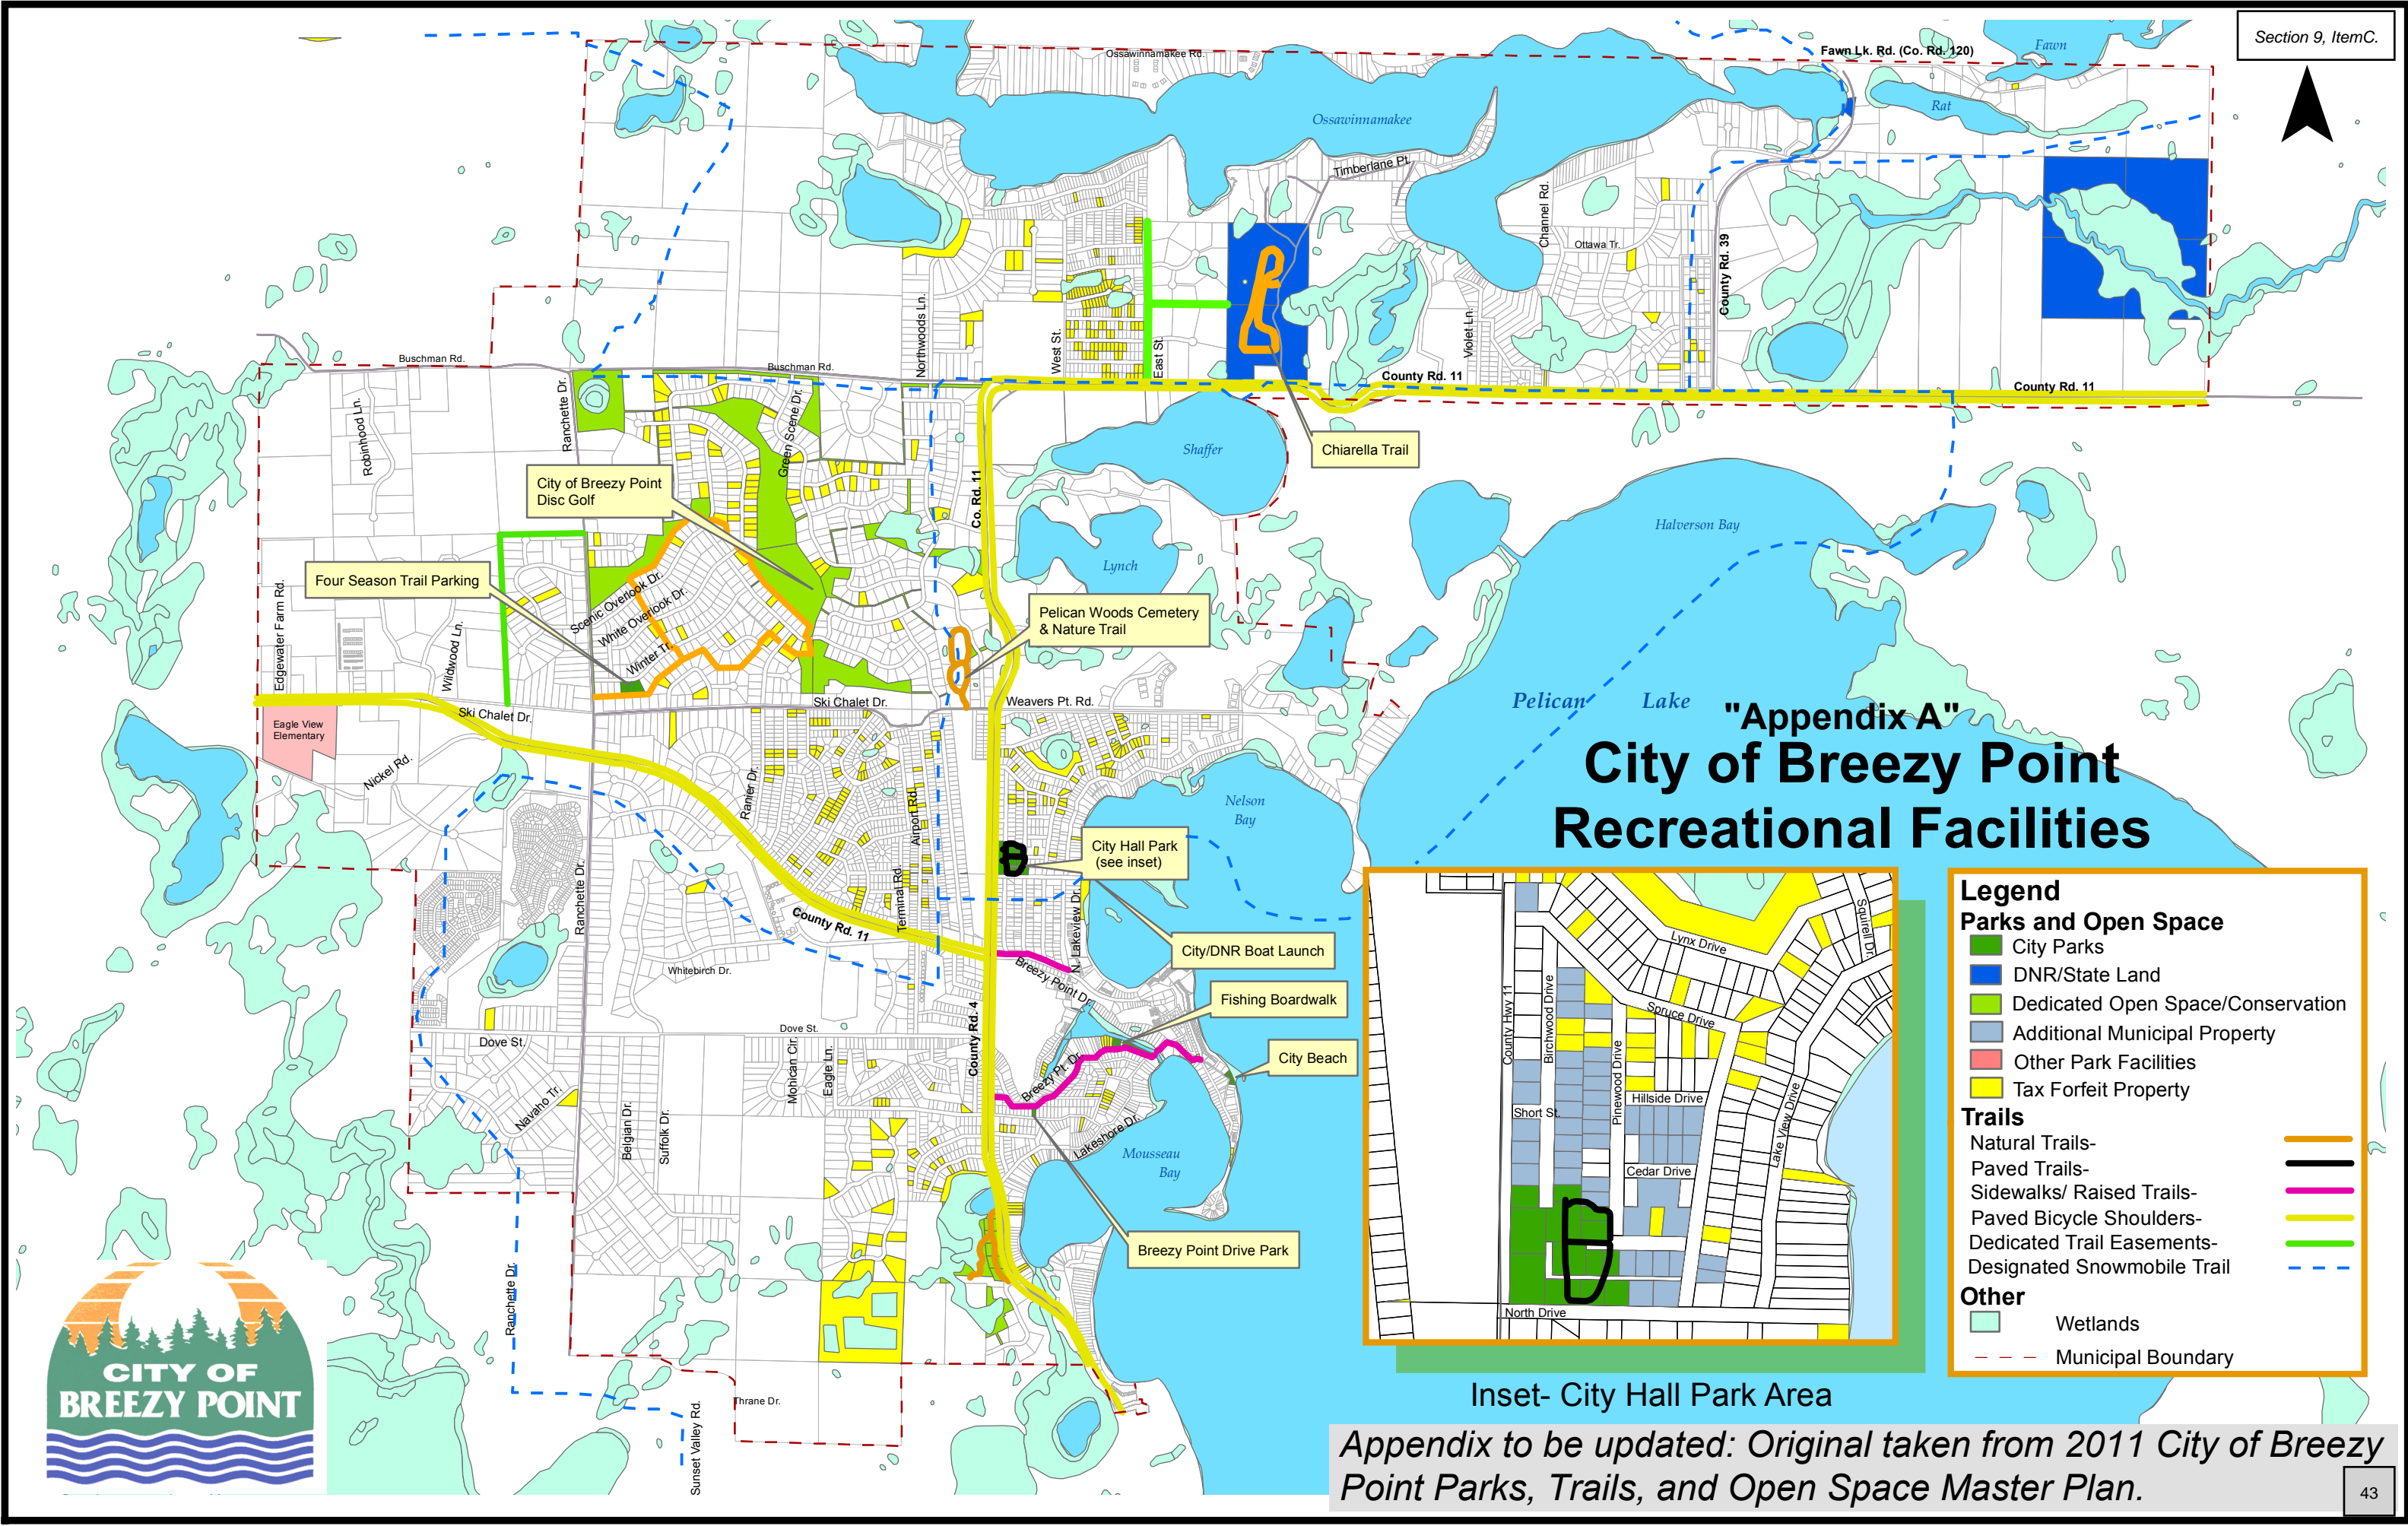 Section 9, ItemC.
Fawn Lk. Rd. (Co. Rd. 120)
Fawn
Ossawinnamakee Rd.
Rat
Ossawinnamakee
Timberlane Pt.
Channel Rd.
Ottawa Tr.
County Rd. 39
Northwoods Ln.
West St.
East St.
Violet Ln.
Buschman Rd.
Buschman Rd.
County Rd. 11
County Rd. 11
Robinhood Ln.
Ranchette Dr.
Green Scene Dr.
Co. Rd. 11
Shaffer
Chiarella Trail
City of Breezy Point
Disc Golf
Halverson Bay
Lynch
Four Season Trail Parking
Scenic Overlook Dr.
White Overlook Dr.
Winter Tr.
Pelican Woods Cemetery
& Nature Trail
Edgewater Farm Rd.
Wildwood Ln.
Ski Chalet Dr.
Ski Chalet Dr.
Weavers Pt. Rd.
Pelican Lake
Eagle View
Elementary
Nickel Rd.
"Appendix A"
City of Breezy Point
Recreational Facilities
Ranier Dr.
Airport Rd.
Nelson
Bay
City Hall Park
(see inset)
Ranchette Dr.
Terminal Rd.
County Rd. 11
N. Lakeview Dr.
City/DNR Boat Launch
Whitebirch Dr.
Breezy Point Dr.
Fishing Boardwalk
Dove St.
Dove St.
County Rd. 4
City Beach
Mohican Cir.
Eagle Ln.
Breezy Pt. Dr.
Navaho Tr.
Belgian Dr.
Suffolk Dr.
Lakeshore Dr.
Mousseau
Bay
Breezy Point Drive Park
Ranchette Dr.
Thrane Dr.
Sunset Valley Rd.
CITY OF
BREEZY POINT
Lynx Drive
Squirrel Dr.
County Hwy 11
Birchwood Drive
Spruce Drive
Pinewood Drive
Hillside Drive
Short St.
Lake View Drive
Cedar Drive
North Drive
Inset- City Hall Park Area
Legend
Parks and Open Space
City Parks
DNR/State Land
Dedicated Open Space/Conservation
Additional Municipal Property
Other Park Facilities
Tax Forfeit Property
Trails
Natural Trails-
Paved Trails-
Sidewalks/ Raised Trails-
Paved Bicycle Shoulders-
Dedicated Trail Easements-
Designated Snowmobile Trail
Other
Wetlands
Municipal Boundary
Appendix to be updated: Original taken from 2011 City of Breezy
Point Parks, Trails, and Open Space Master Plan.
43